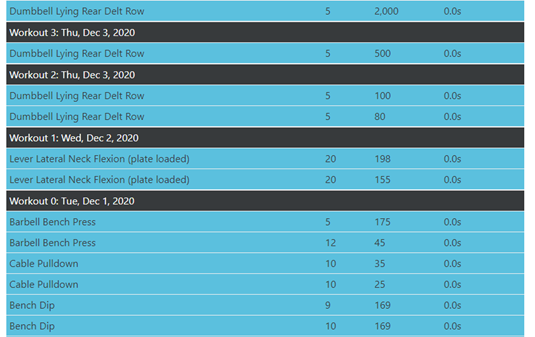 Dumbbell Lying Rear Delt Row 5 2,000 0.0s
Workout 3: Thu, Dec 3, 2020
Dumbbell Lying Rear Delt Row 5 500 0.0s
Workout 2: Thu, Dec 3, 2020
Dumbbell Lying Rear Delt Row 5 100 0.0s
Dumbbell Lying Rear Delt Row 5 80 0.0s
Workout 1: Wed, Dec 2, 2020
Lever Lateral Neck Flexion (plate loaded) 20 198 0.0s
Lever Lateral Neck Flexion (plate loaded) 20 155 0.0s
Workout 0: Tue, Dec 1, 2020
Barbell Bench Press 5 175 0.0s
Barbell Bench Press 12 45 0.0s
Cable Pulldown 10 35 0.0s
Cable Pulldown 10 25 0.0s
Bench Dip 9 169 0.0s
Bench Dip 10 169 0.0s